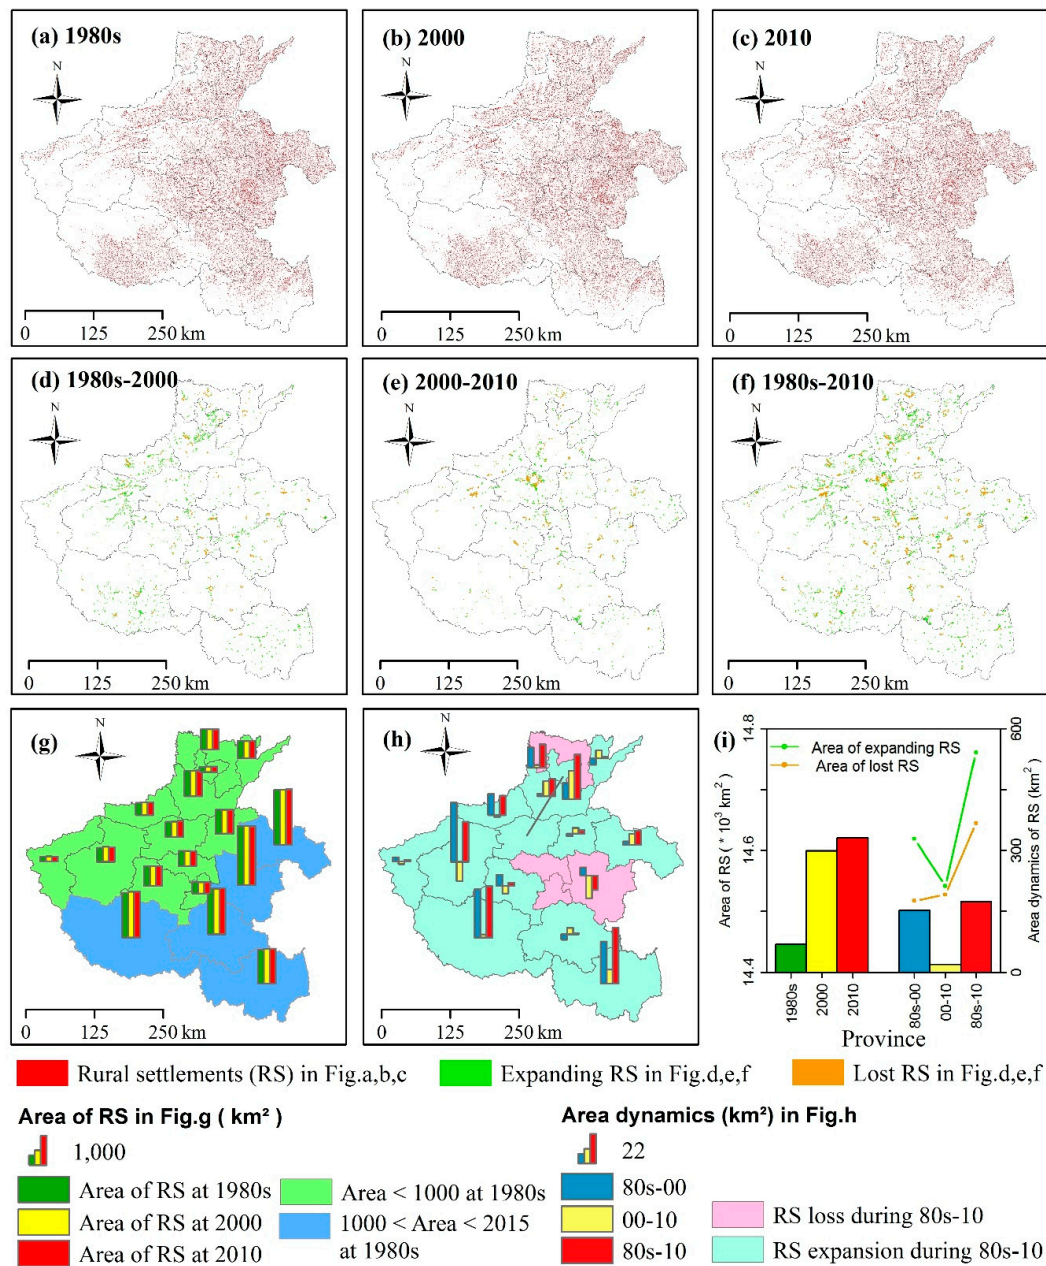 (a) 1980s
N
0 125 250 km
(b) 2000
N
0 125 250 km
(c) 2010
N
0 125 250 km
(d) 1980s-2000
N
0 125 250 km
(e) 2000-2010
N
0 125 250 km
(f) 1980s-2010
N
0 125 250 km
(g)
N
0 125 250 km
(h)
N
0 125 250 km
(i)
Area of expanding RS
Area of lost RS
Area of RS ( * 10³ km²)
14.8
14.6
14.4
Area dynamics of RS (km²)
600
300
0
1980s 2000 2010 80s-00 00-10 80s-10
Province
Rural settlements (RS) in Fig.a,b,c Expanding RS in Fig.d,e,f Lost RS in Fig.d,e,f
Area of RS in Fig.g ( km² )
1,000
Area of RS at 1980s
Area of RS at 2000
Area of RS at 2010
Area < 1000 at 1980s
1000 < Area < 2015
at 1980s
Area dynamics (km²) in Fig.h
22
80s-00
00-10
80s-10
RS loss during 80s-10
RS expansion during 80s-10